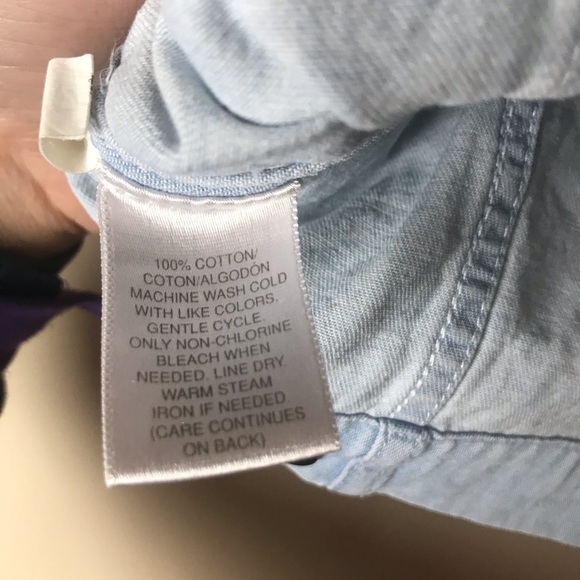 100% COTTON/
COTON/ALGODÓN
MACHINE WASH COLD
WITH LIKE COLORS,
GENTLE CYCLE.
ONLY NON-CHLORINE
BLEACH WHEN
NEEDED. LINE DRY.
WARM STEAM
IRON IF NEEDED.
(CARE CONTINUES
ON BACK)